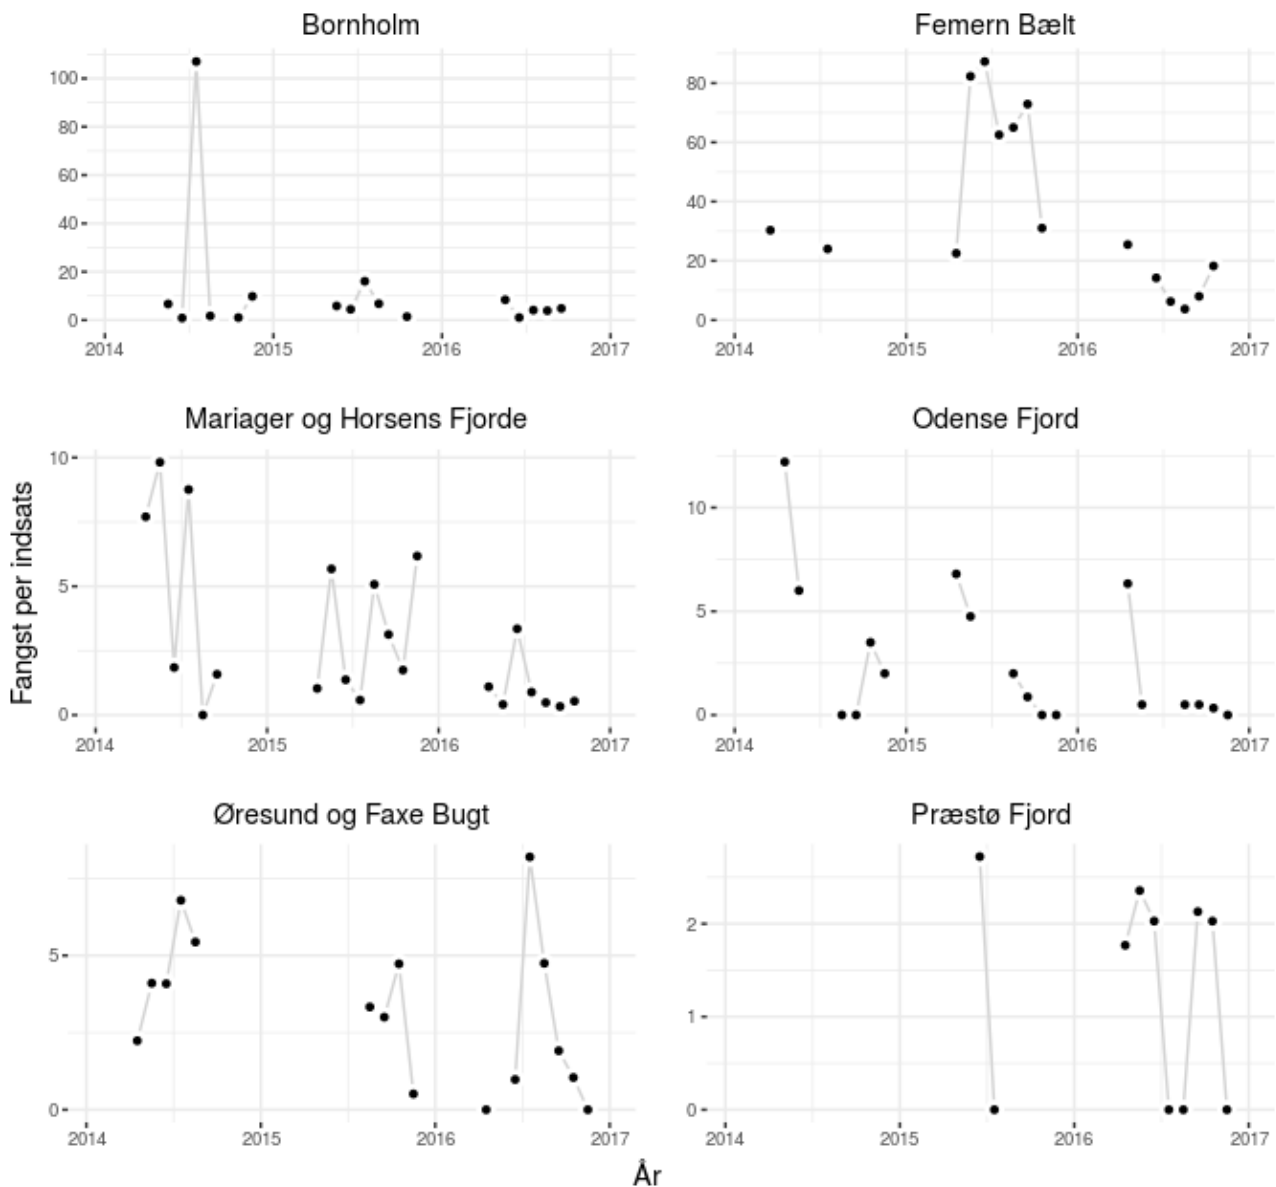 Bornholm
Femern Bælt
100
80
60
40
20
0
2014 2015 2016 2017
80
60
40
20
0
2014 2015 2016 2017
Mariager og Horsens Fjorde
Odense Fjord
Fangst per indsats
10
5
0
2014 2015 2016 2017
10
5
0
2014 2015 2016 2017
Øresund og Faxe Bugt
Præstø Fjord
5
0
2014 2015 2016 2017
2
1
0
2014 2015 2016 2017
År